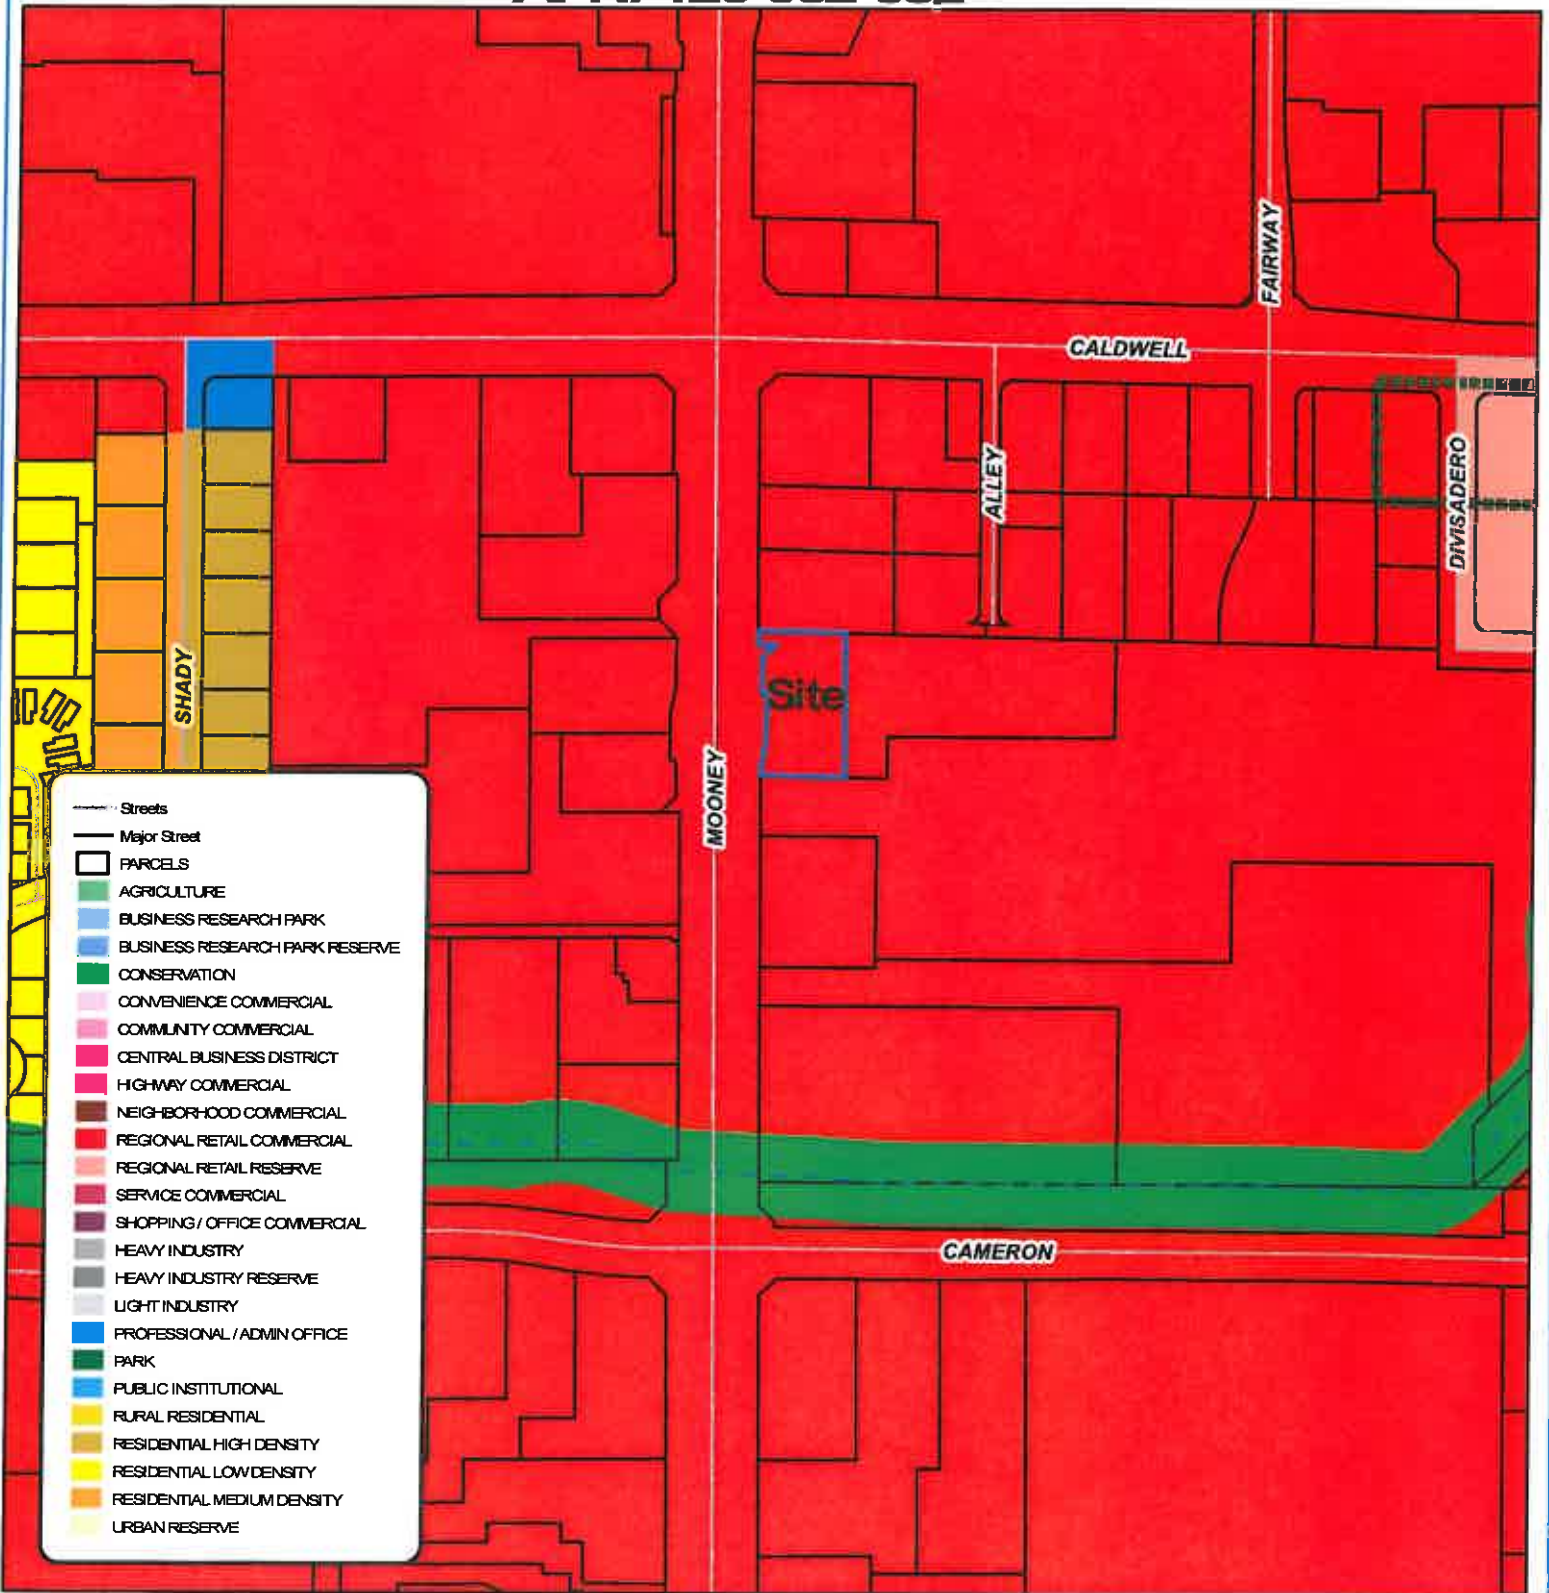 FAIRWAY
CALDWELL
ALLEY
DIVISADERO
SHADY
Site
MOONEY
Streets
Major Street
PARCELS
AGRICULTURE
BUSINESS RESEARCH PARK
BUSINESS RESEARCH PARK RESERVE
CONSERVATION
CONVENIENCE COMMERCIAL
COMMUNITY COMMERCIAL
CENTRAL BUSINESS DISTRICT
HIGHWAY COMMERCIAL
NEIGHBORHOOD COMMERCIAL
REGIONAL RETAIL COMMERCIAL
REGIONAL RETAIL RESERVE
SERVICE COMMERCIAL
SHOPPING / OFFICE COMMERCIAL
HEAVY INDUSTRY
HEAVY INDUSTRY RESERVE
LIGHT INDUSTRY
PROFESSIONAL / ADMIN OFFICE
PARK
PUBLIC INSTITUTIONAL
RURAL RESIDENTIAL
RESIDENTIAL HIGH DENSITY
RESIDENTIAL LOW DENSITY
RESIDENTIAL MEDIUM DENSITY
URBAN RESERVE
CAMERON